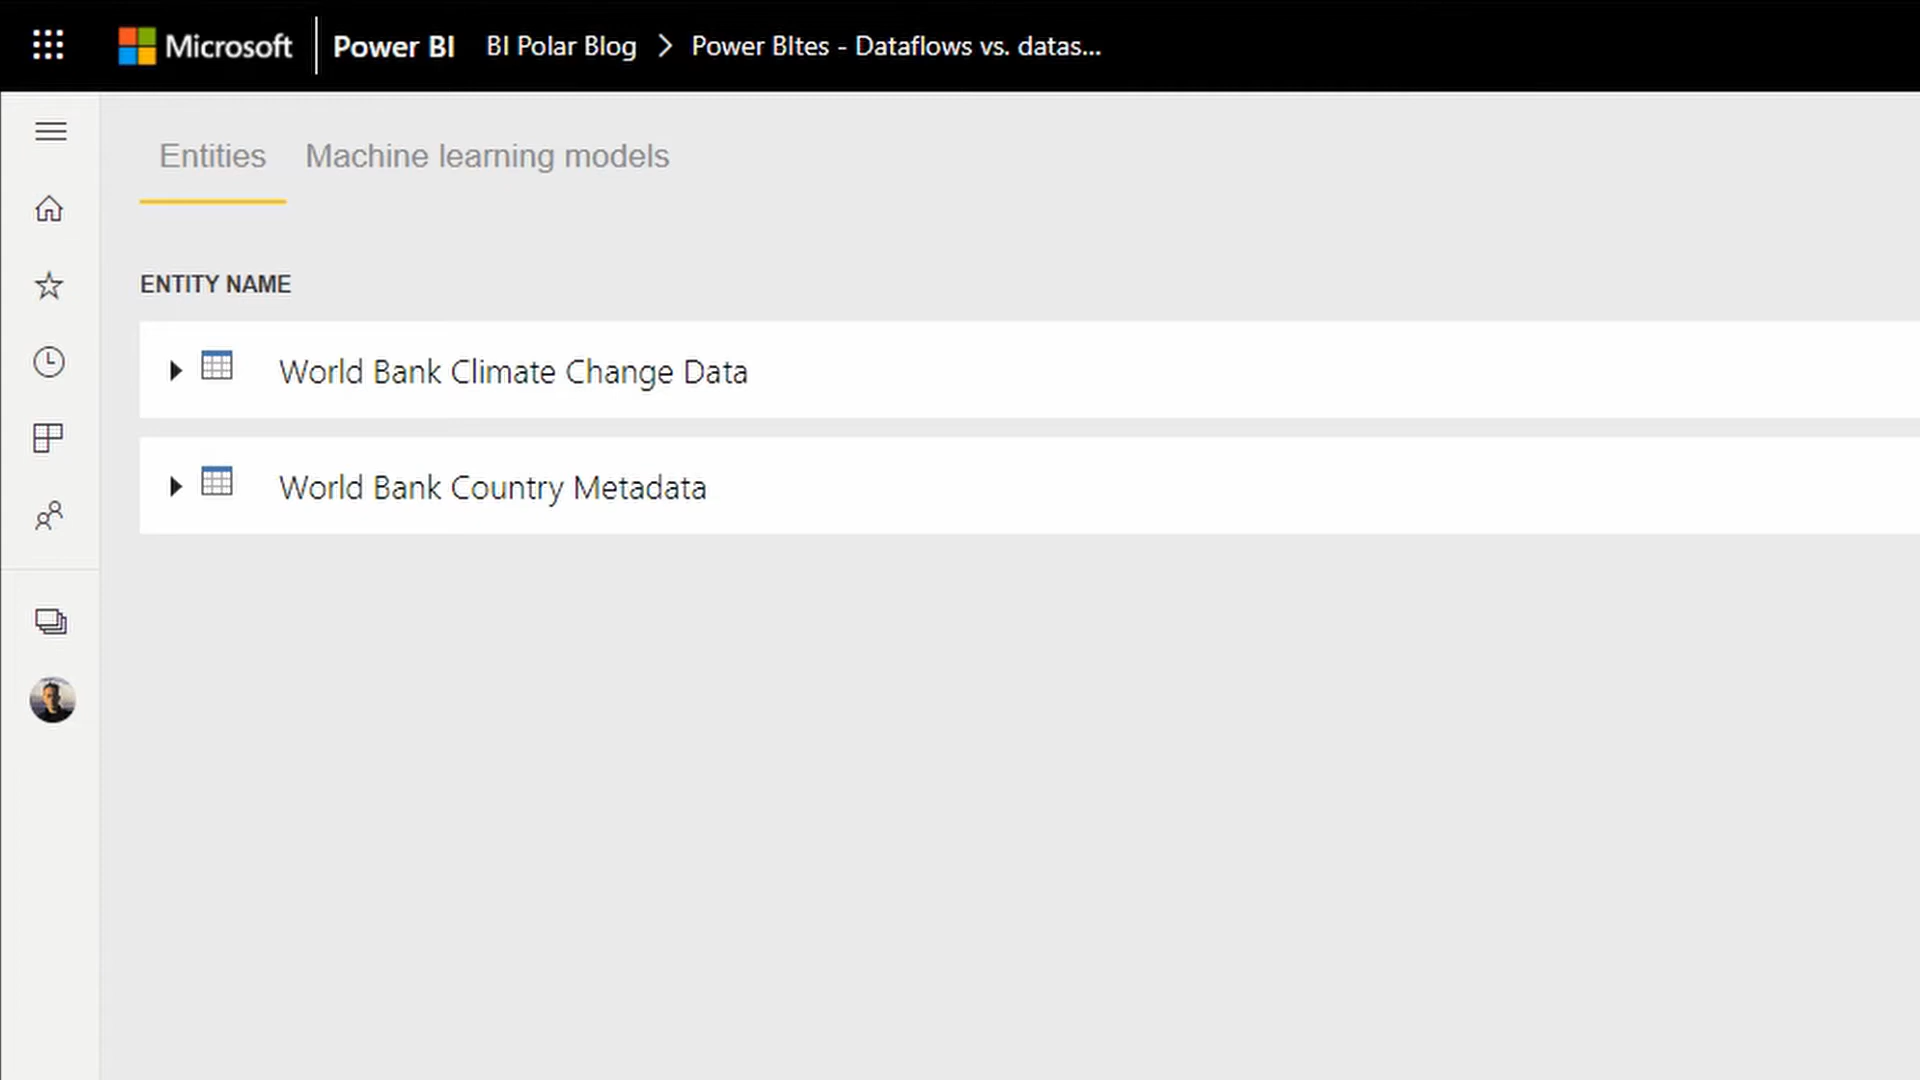 Microsoft Power BI BI Polar Blog > Power BItes - Dataflows vs. datas...
Entities Machine learning models
ENTITY NAME
World Bank Climate Change Data
World Bank Country Metadata